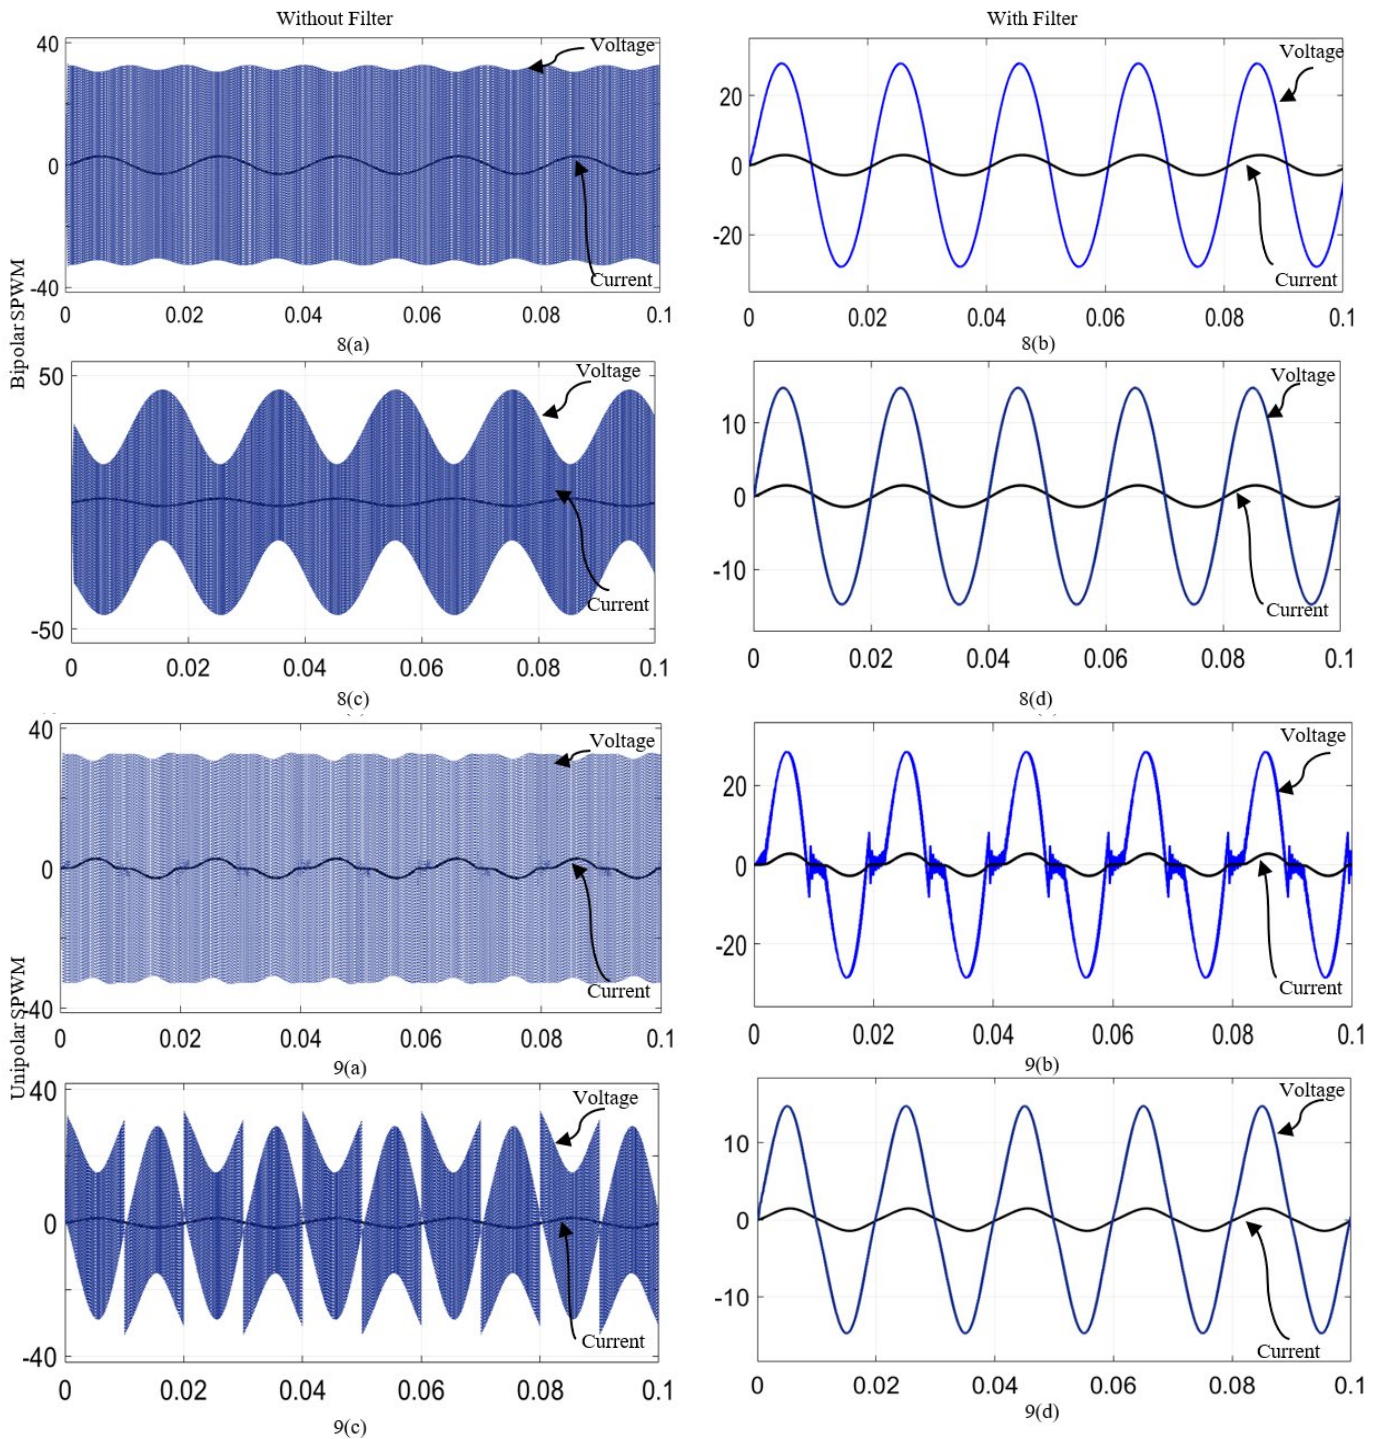 Without Filter
With Filter
Bipolar SPWM
40
0
-40
Voltage
Current
0 0.02 0.04 0.06 0.08 0.1
8(a)
20
0
-20
Voltage
Current
0 0.02 0.04 0.06 0.08 0.1
8(b)
50
0
-50
Voltage
Current
0 0.02 0.04 0.06 0.08 0.1
8(c)
10
0
-10
Voltage
Current
0 0.02 0.04 0.06 0.08 0.1
8(d)
Unipolar SPWM
40
0
-40
Voltage
Current
0 0.02 0.04 0.06 0.08 0.1
9(a)
20
0
-20
Voltage
Current
0 0.02 0.04 0.06 0.08 0.1
9(b)
40
0
-40
Voltage
Current
0 0.02 0.04 0.06 0.08 0.1
9(c)
10
0
-10
Voltage
Current
0 0.02 0.04 0.06 0.08 0.1
9(d)